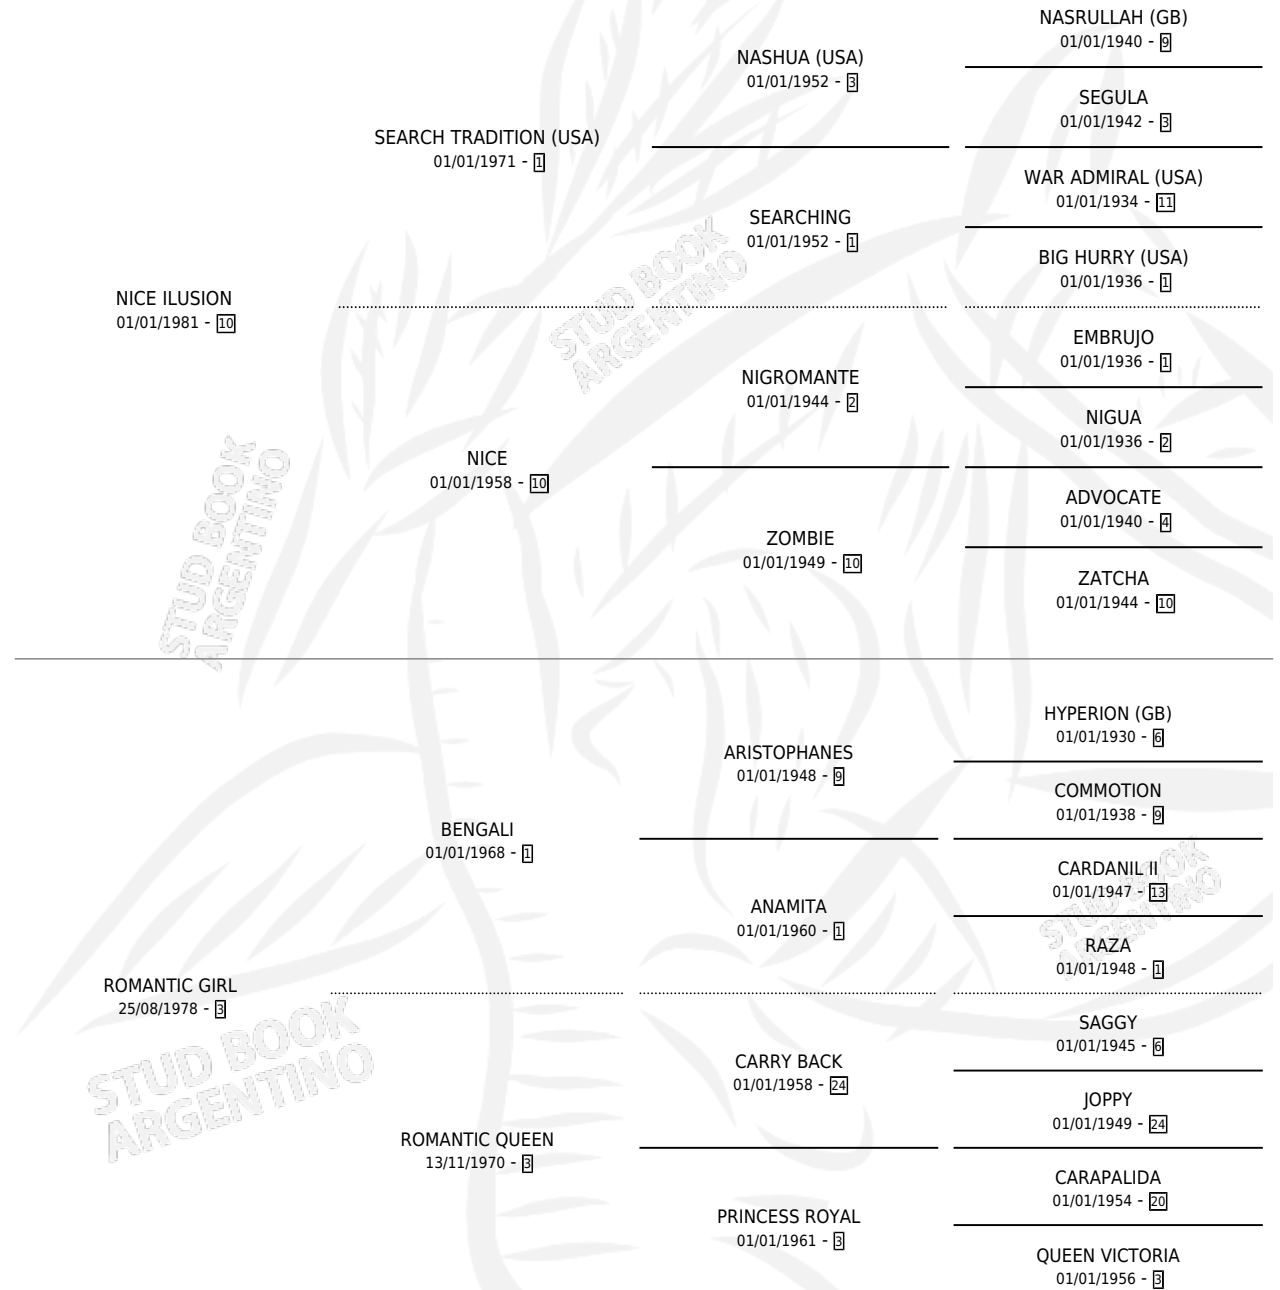 NASRULLAH (GB)
01/01/1940 - 9
NASHUA (USA)
01/01/1952 - 3
SEGULA
01/01/1942 - 3
SEARCH TRADITION (USA)
01/01/1971 - 1
WAR ADMIRAL (USA)
01/01/1934 - 11
SEARCHING
01/01/1952 - 1
BIG HURRY (USA)
01/01/1936 - 1
NICE ILUSION
01/01/1981 - 10
EMBRUJO
01/01/1936 - 1
NIGROMANTE
01/01/1944 - 2
NIGUA
01/01/1936 - 2
NICE
01/01/1958 - 10
ADVOCATE
01/01/1940 - 4
ZOMBIE
01/01/1949 - 10
ZATCHA
01/01/1944 - 10
HYPERION (GB)
01/01/1930 - 6
ARISTOPHANES
01/01/1948 - 9
COMMOTION
01/01/1938 - 9
BENGALI
01/01/1968 - 1
CARDANIL II
01/01/1947 - 13
ANAMITA
01/01/1960 - 1
RAZA
01/01/1948 - 1
ROMANTIC GIRL
25/08/1978 - 3
SAGGY
01/01/1945 - 6
CARRY BACK
01/01/1958 - 24
JOPPY
01/01/1949 - 24
ROMANTIC QUEEN
13/11/1970 - 3
CARAPALIDA
01/01/1954 - 20
PRINCESS ROYAL
01/01/1961 - 3
QUEEN VICTORIA
01/01/1956 - 3
STUD BOOK
ARGENTINO
STUD BOOK
ARGENTINO
STUD BOOK
ARGENTINO
STUD BOOK
ARGENTINO